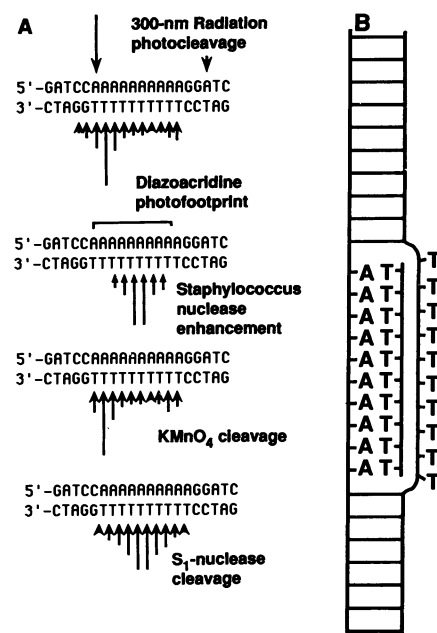 A
300-nm Radiation
photocleavage
5'-GATCCAAAAAAAAAAGGATC
3'-CTAGGTTTTTTTTTTCCTAG
Diazoacridine
photofootprint
5'-GATCCAAAAAAAAAAGGATC
3'-CTAGGTTTTTTTTTTCCTAG
Staphylococcus
nuclease
enhancement
5'-GATCCAAAAAAAAAAGGATC
3'-CTAGGTTTTTTTTTTCCTAG
KMnO4 cleavage
5'-GATCCAAAAAAAAAAGGATC
3'-CTAGGTTTTTTTTTTCCTAG
S1-nuclease
cleavage
B
A T T
A T T
A T T
A T T
A T T
A T T
A T T
A T T
A T T
A T T